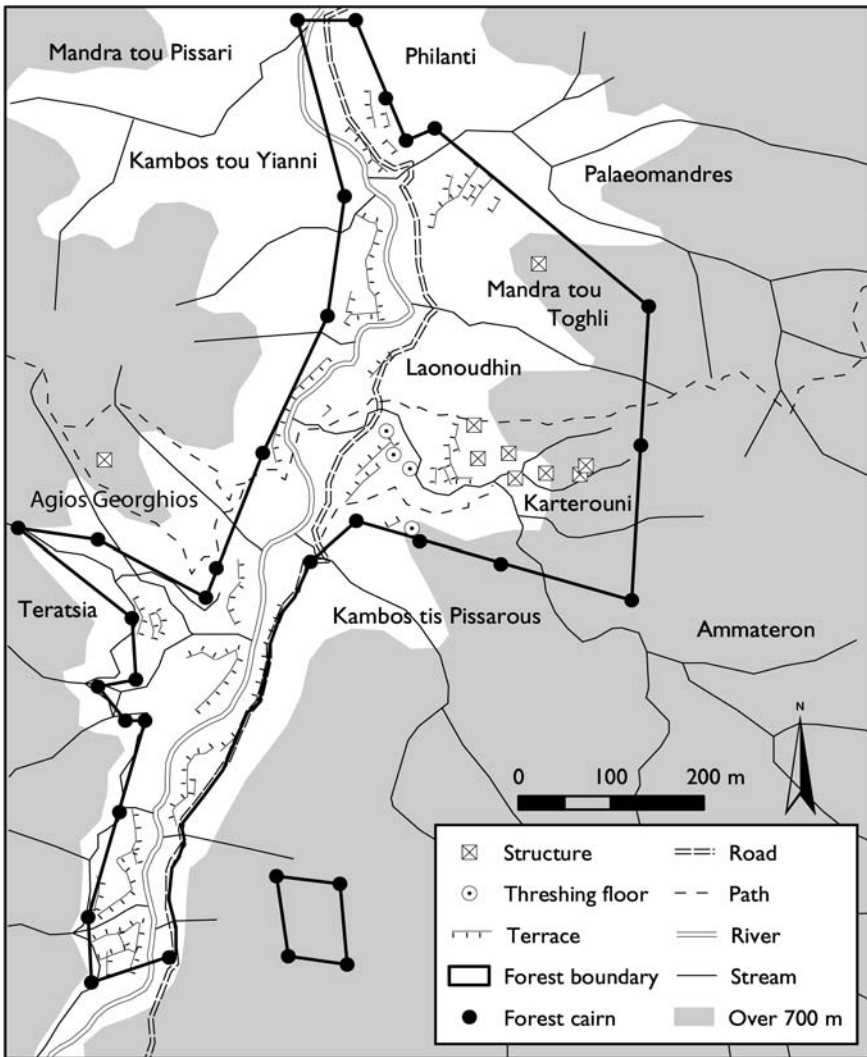 Mandra tou Pissari
Philanti
Kambos tou Yianni
Palaeomandres
Mandra tou
Toghli
Laonoudhin
Agios Georghios
Karterouni
Teratsia
Kambos tis Pissarous
Ammateron
N
0 100 200 m
Structure
Road
Threshing floor
Path
Terrace
River
Forest boundary
Stream
Forest cairn
Over 700 m